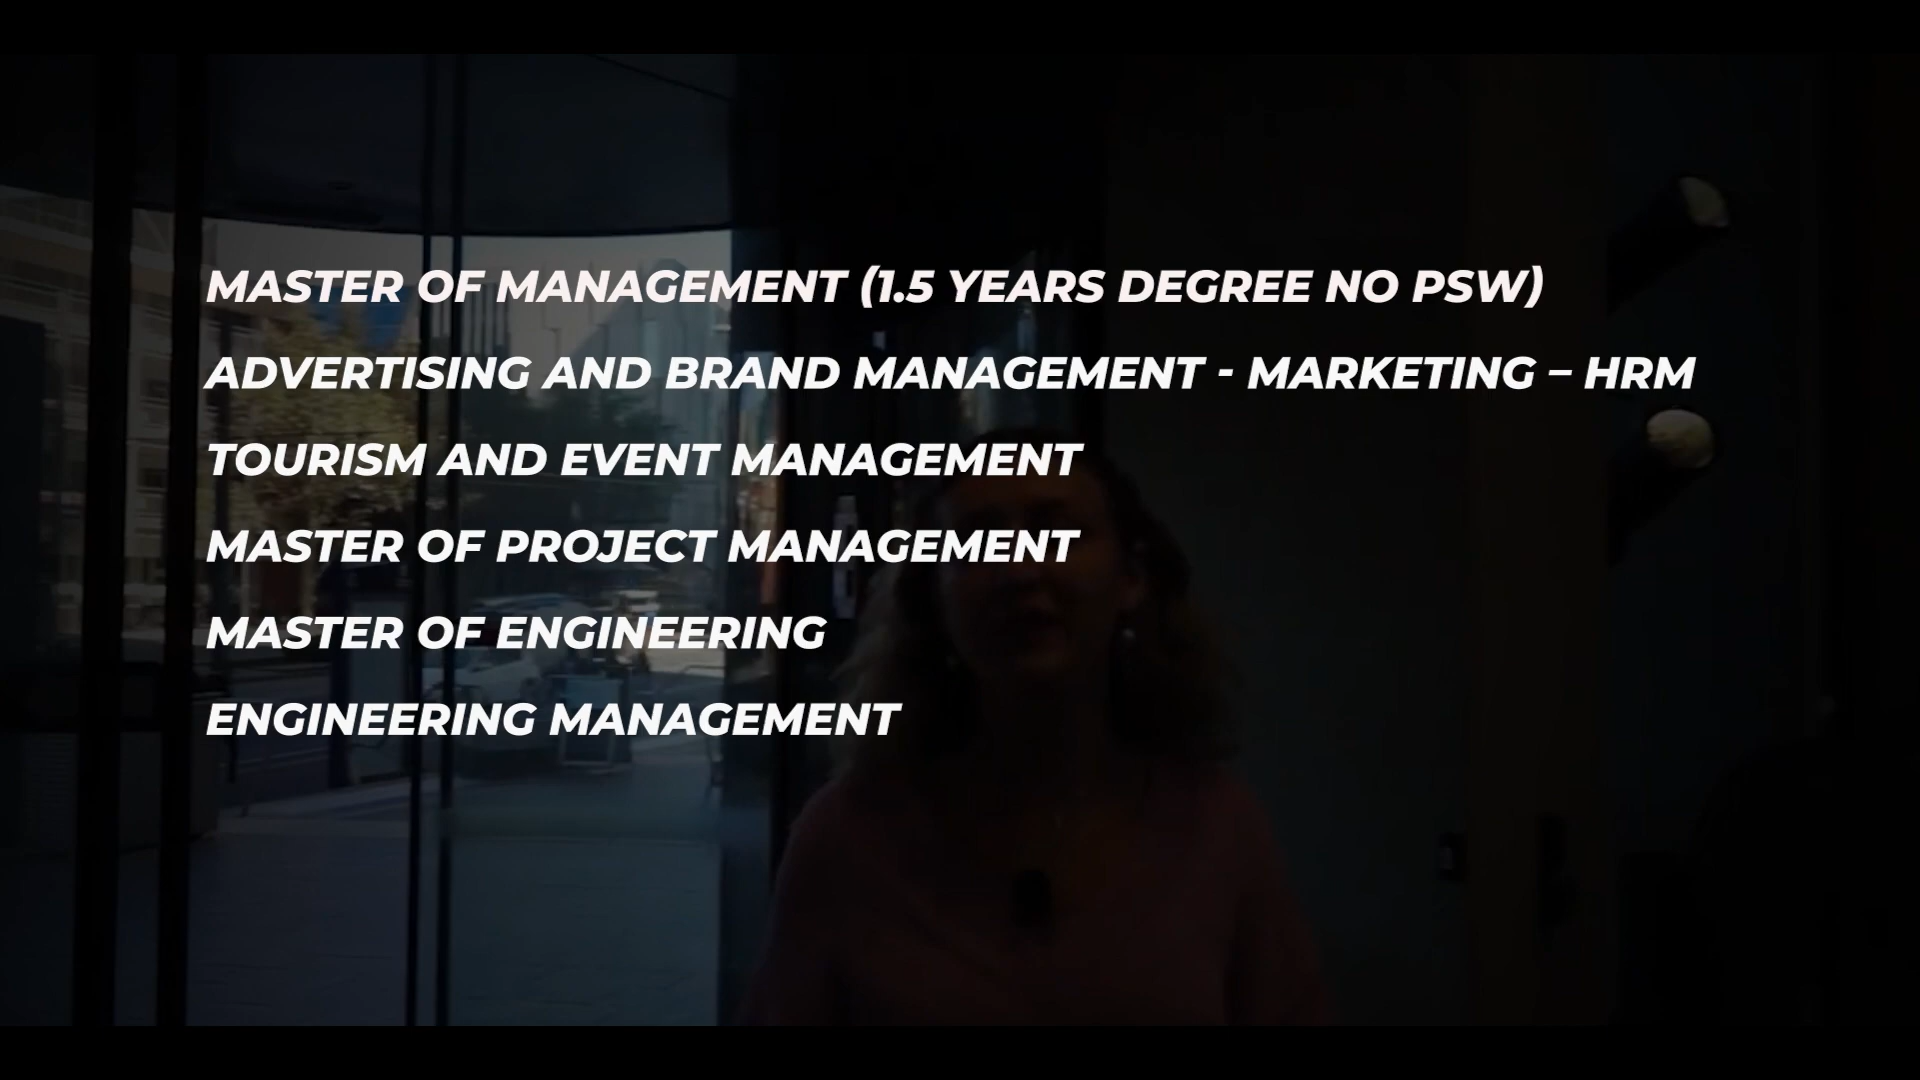 MASTER OF MANAGEMENT (1.5 YEARS DEGREE NO PSW)
ADVERTISING AND BRAND MANAGEMENT - MARKETING – HRM
TOURISM AND EVENT MANAGEMENT
MASTER OF PROJECT MANAGEMENT
MASTER OF ENGINEERING
ENGINEERING MANAGEMENT